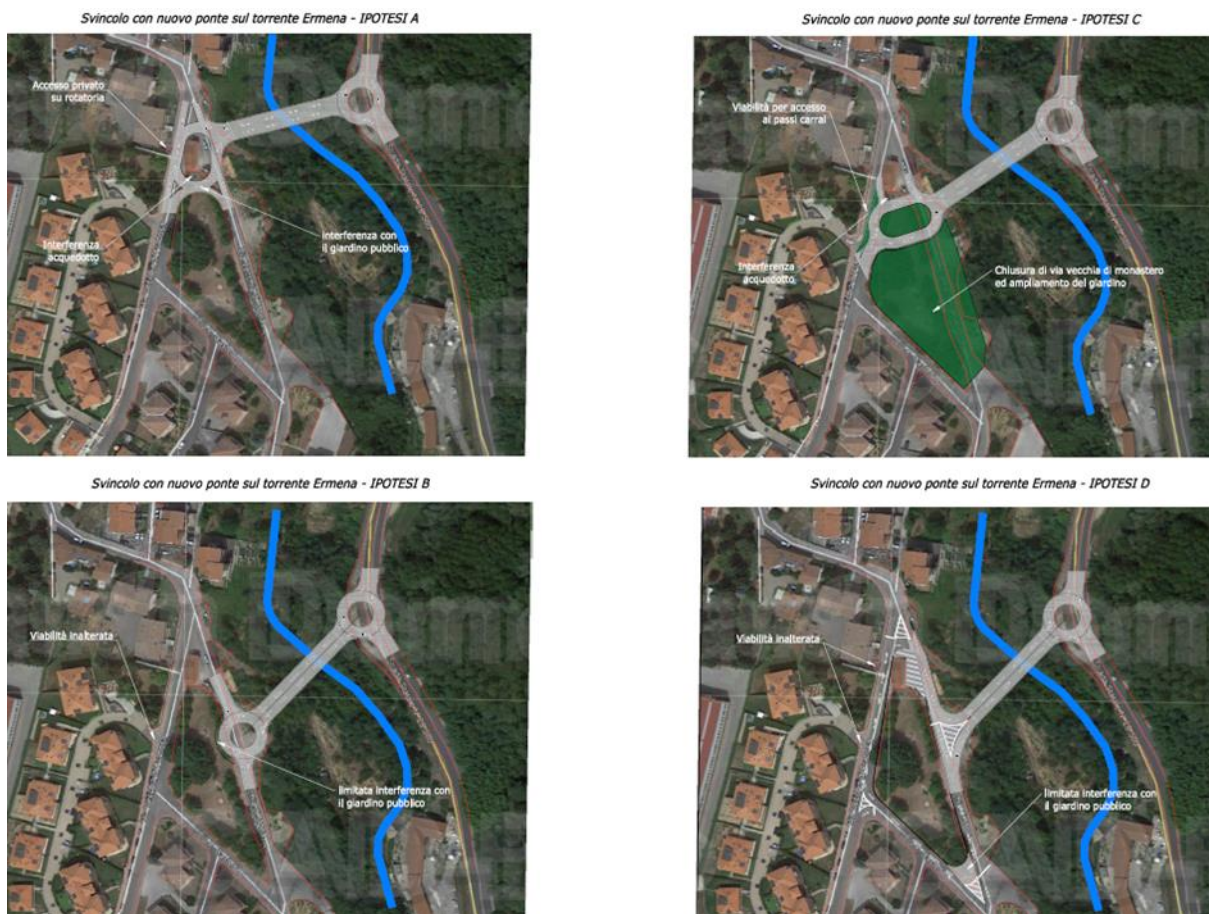 Svincolo con nuovo ponte sul torrente Ermena - IPOTESI A
Accesso privato
su rotatoria
Interferenza
acquedotto
interferenza con
il giardino pubblico
Svincolo con nuovo ponte sul torrente Ermena - IPOTESI C
Viabilità per accesso
ai passi carrai
Interferenza
acquedotto
Chiusura di via vecchia di monastero
ed ampliamento del giardino
Svincolo con nuovo ponte sul torrente Ermena - IPOTESI B
Viabilità inalterata
limitata interferenza con
il giardino pubblico
Svincolo con nuovo ponte sul torrente Ermena - IPOTESI D
Viabilità inalterata
limitata interferenza con
il giardino pubblico